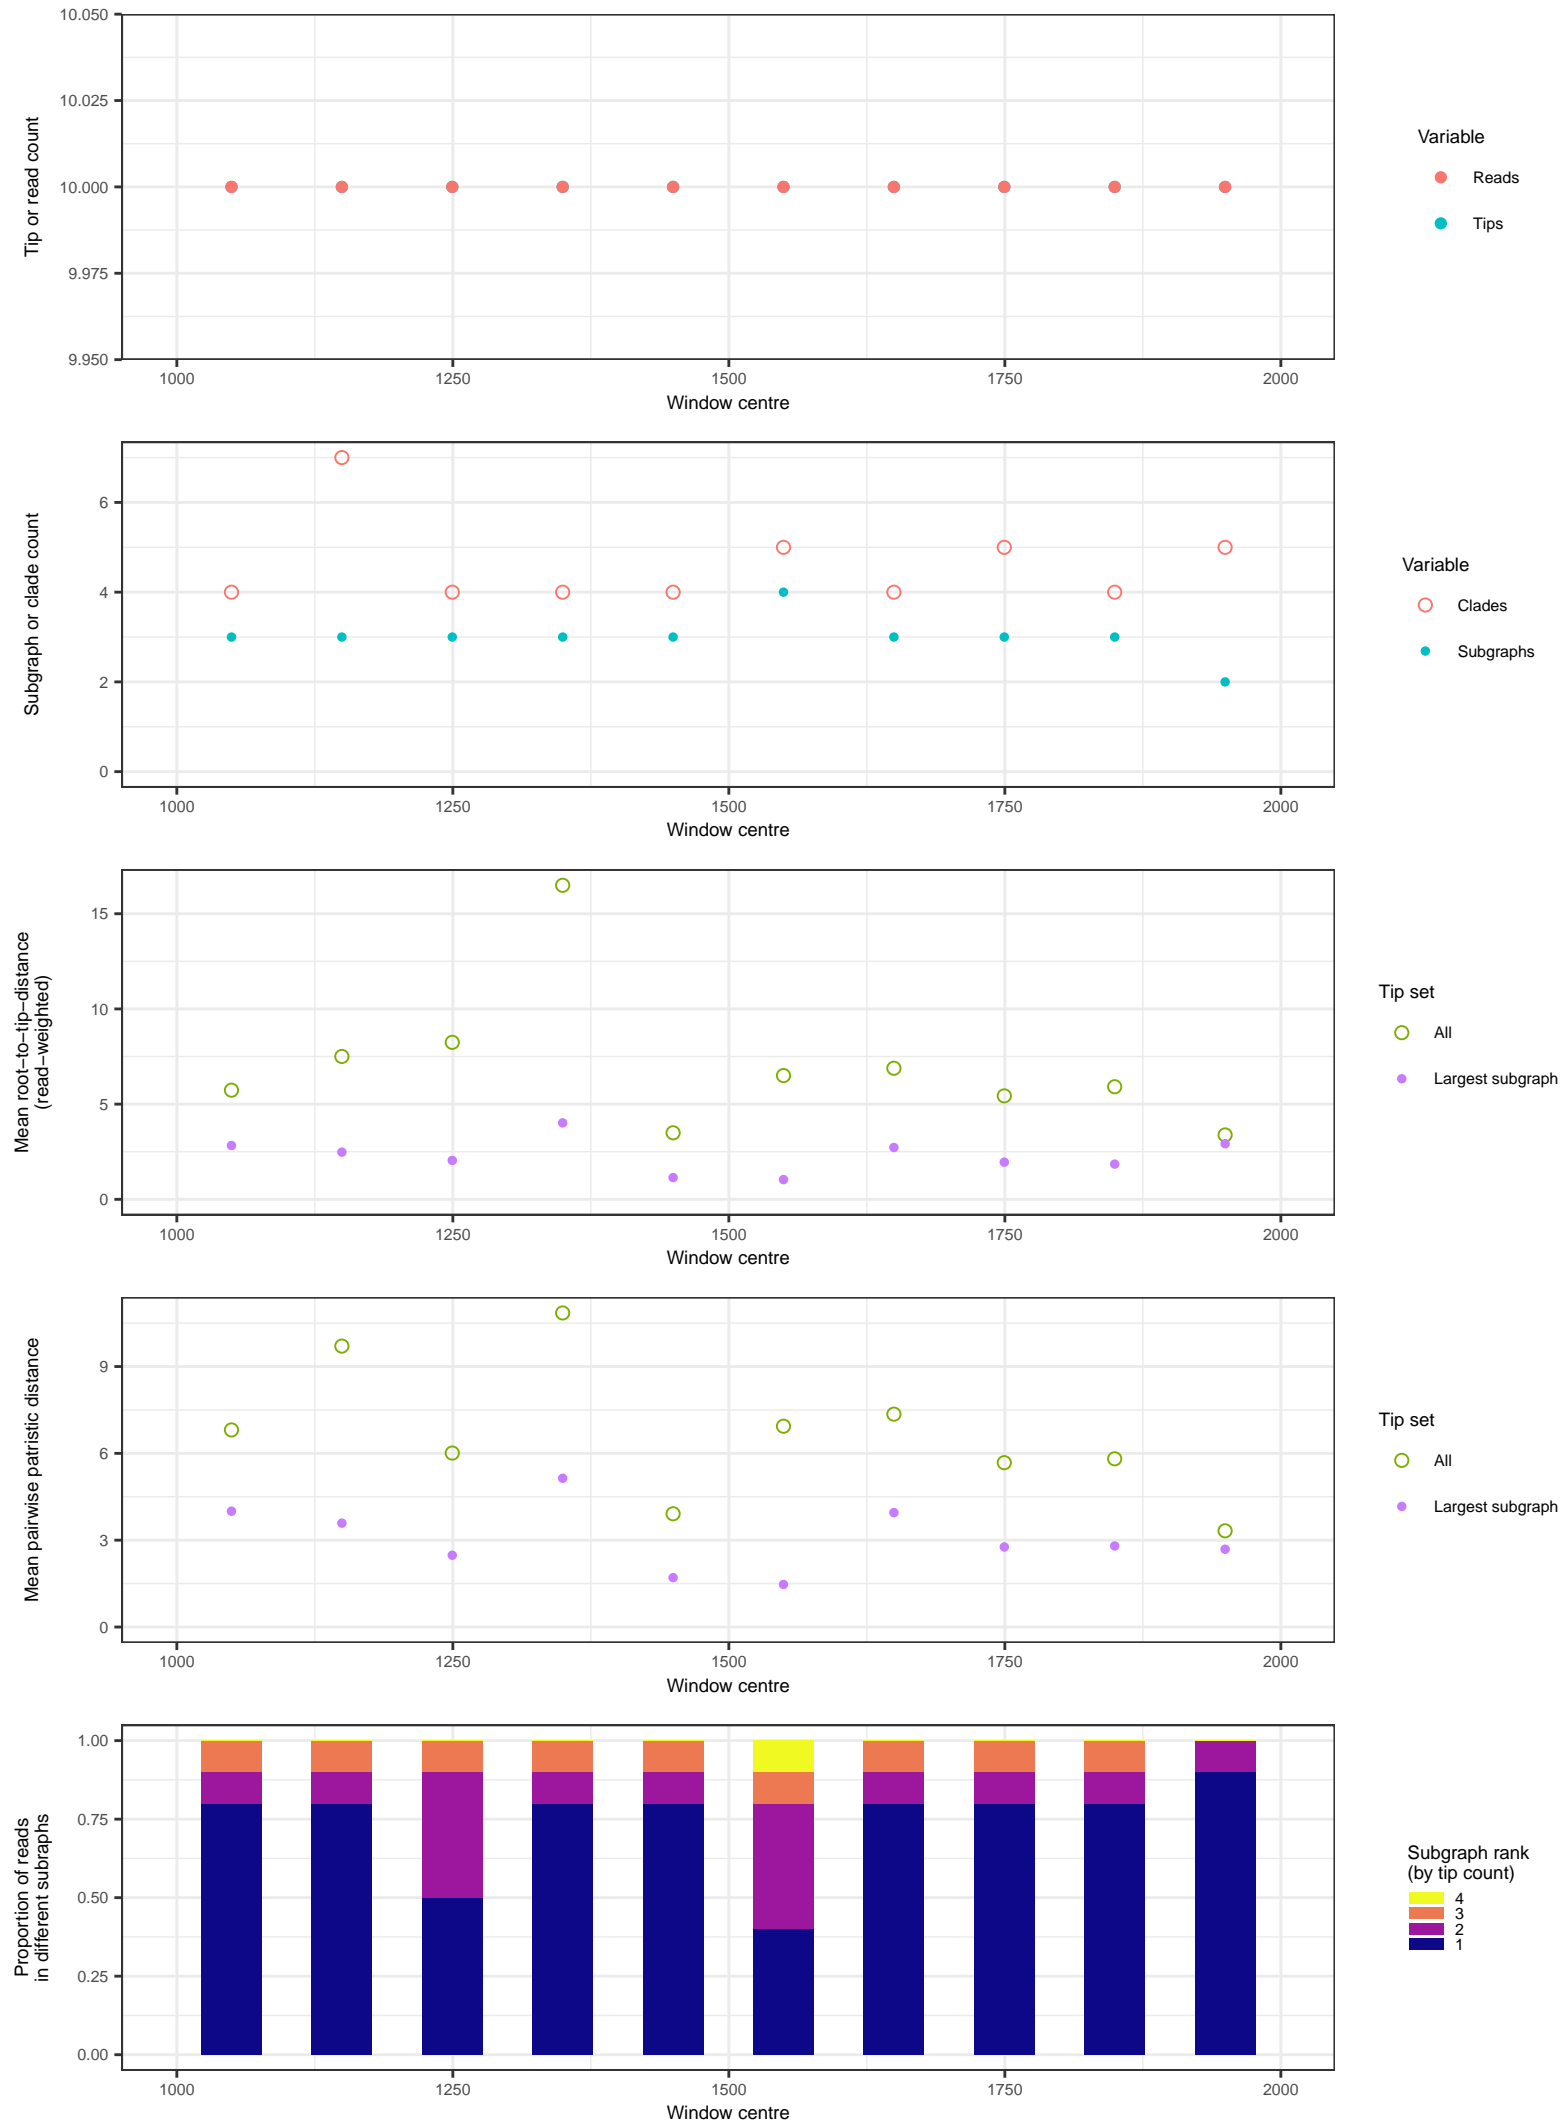 10.050
10.025
10.000
9.975
9.950
Tip or read count
1000 1250 1500 1750 2000
Window centre
Variable
Reads
Tips
6
4
2
0
Subgraph or clade count
1000 1250 1500 1750 2000
Window centre
Variable
Clades
Subgraphs
15
10
5
0
Mean root−to−tip−distance
(read−weighted)
1000 1250 1500 1750 2000
Window centre
Tip set
All
Largest subgraph
9
6
3
0
Mean pairwise patristic distance
1000 1250 1500 1750 2000
Window centre
Tip set
All
Largest subgraph
1.00
0.75
0.50
0.25
0.00
Proportion of reads
in different subraphs
1000 1250 1500 1750 2000
Window centre
Subgraph rank
(by tip count)
4
3
2
1